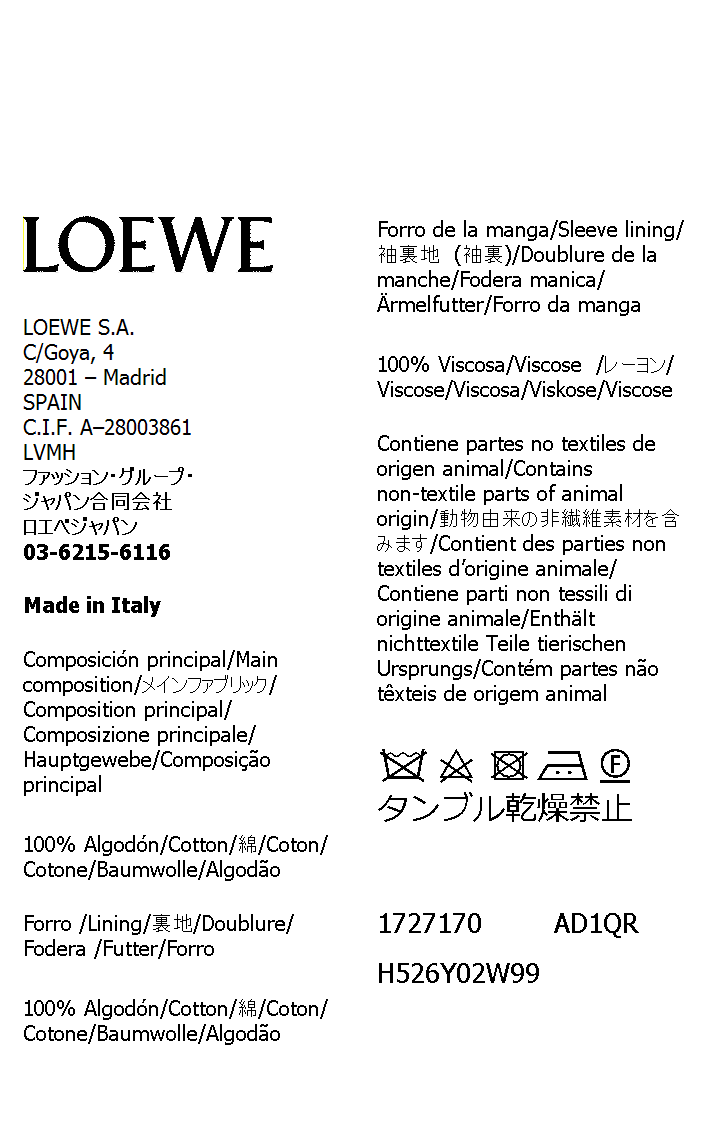 LOEWE
LOEWE S.A.
C/Goya, 4
28001 – Madrid
SPAIN
C.I.F. A–28003861
LVMH
ファッション・グループ・
ジャパン合同会社
ロエベジャパン
03-6215-6116
Made in Italy
Composición principal/Main
composition/メインファブリック/
Composition principal/
Composizione principale/
Hauptgewebe/Composição
principal
100% Algodón/Cotton/綿/Coton/
Cotone/Baumwolle/Algodão
Forro /Lining/裏地/Doublure/
Fodera /Futter/Forro
100% Algodón/Cotton/綿/Coton/
Cotone/Baumwolle/Algodão
Forro de la manga/Sleeve lining/
袖裏地 (袖裏)/Doublure de la
manche/Fodera manica/
Ärmelfutter/Forro da manga
100% Viscosa/Viscose /レーヨン/
Viscose/Viscosa/Viskose/Viscose
Contiene partes no textiles de
origen animal/Contains
non-textile parts of animal
origin/動物由来の非繊維素材を含
みます/Contient des parties non
textiles d’origine animale/
Contiene parti non tessili di
origine animale/Enthält
nichttextile Teile tierischen
Ursprungs/Contém partes não
têxteis de origem animal
F
タンブル乾燥禁止
1727170 AD1QR
H526Y02W99